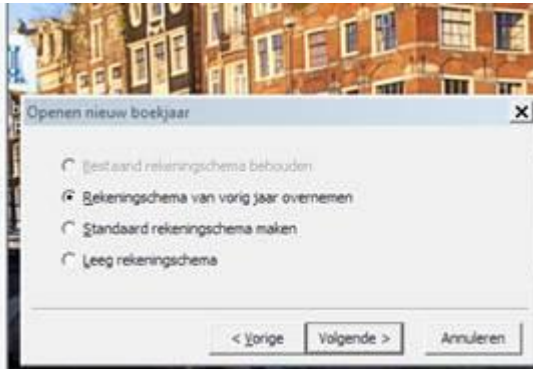 Openen nieuw boekjaar
Bestaand rekeningschema behouden
Rekeningschema van vorig jaar overnemen
Standaard rekeningschema maken
Leeg rekeningschema
< Vorige
Volgende >
Annuleren